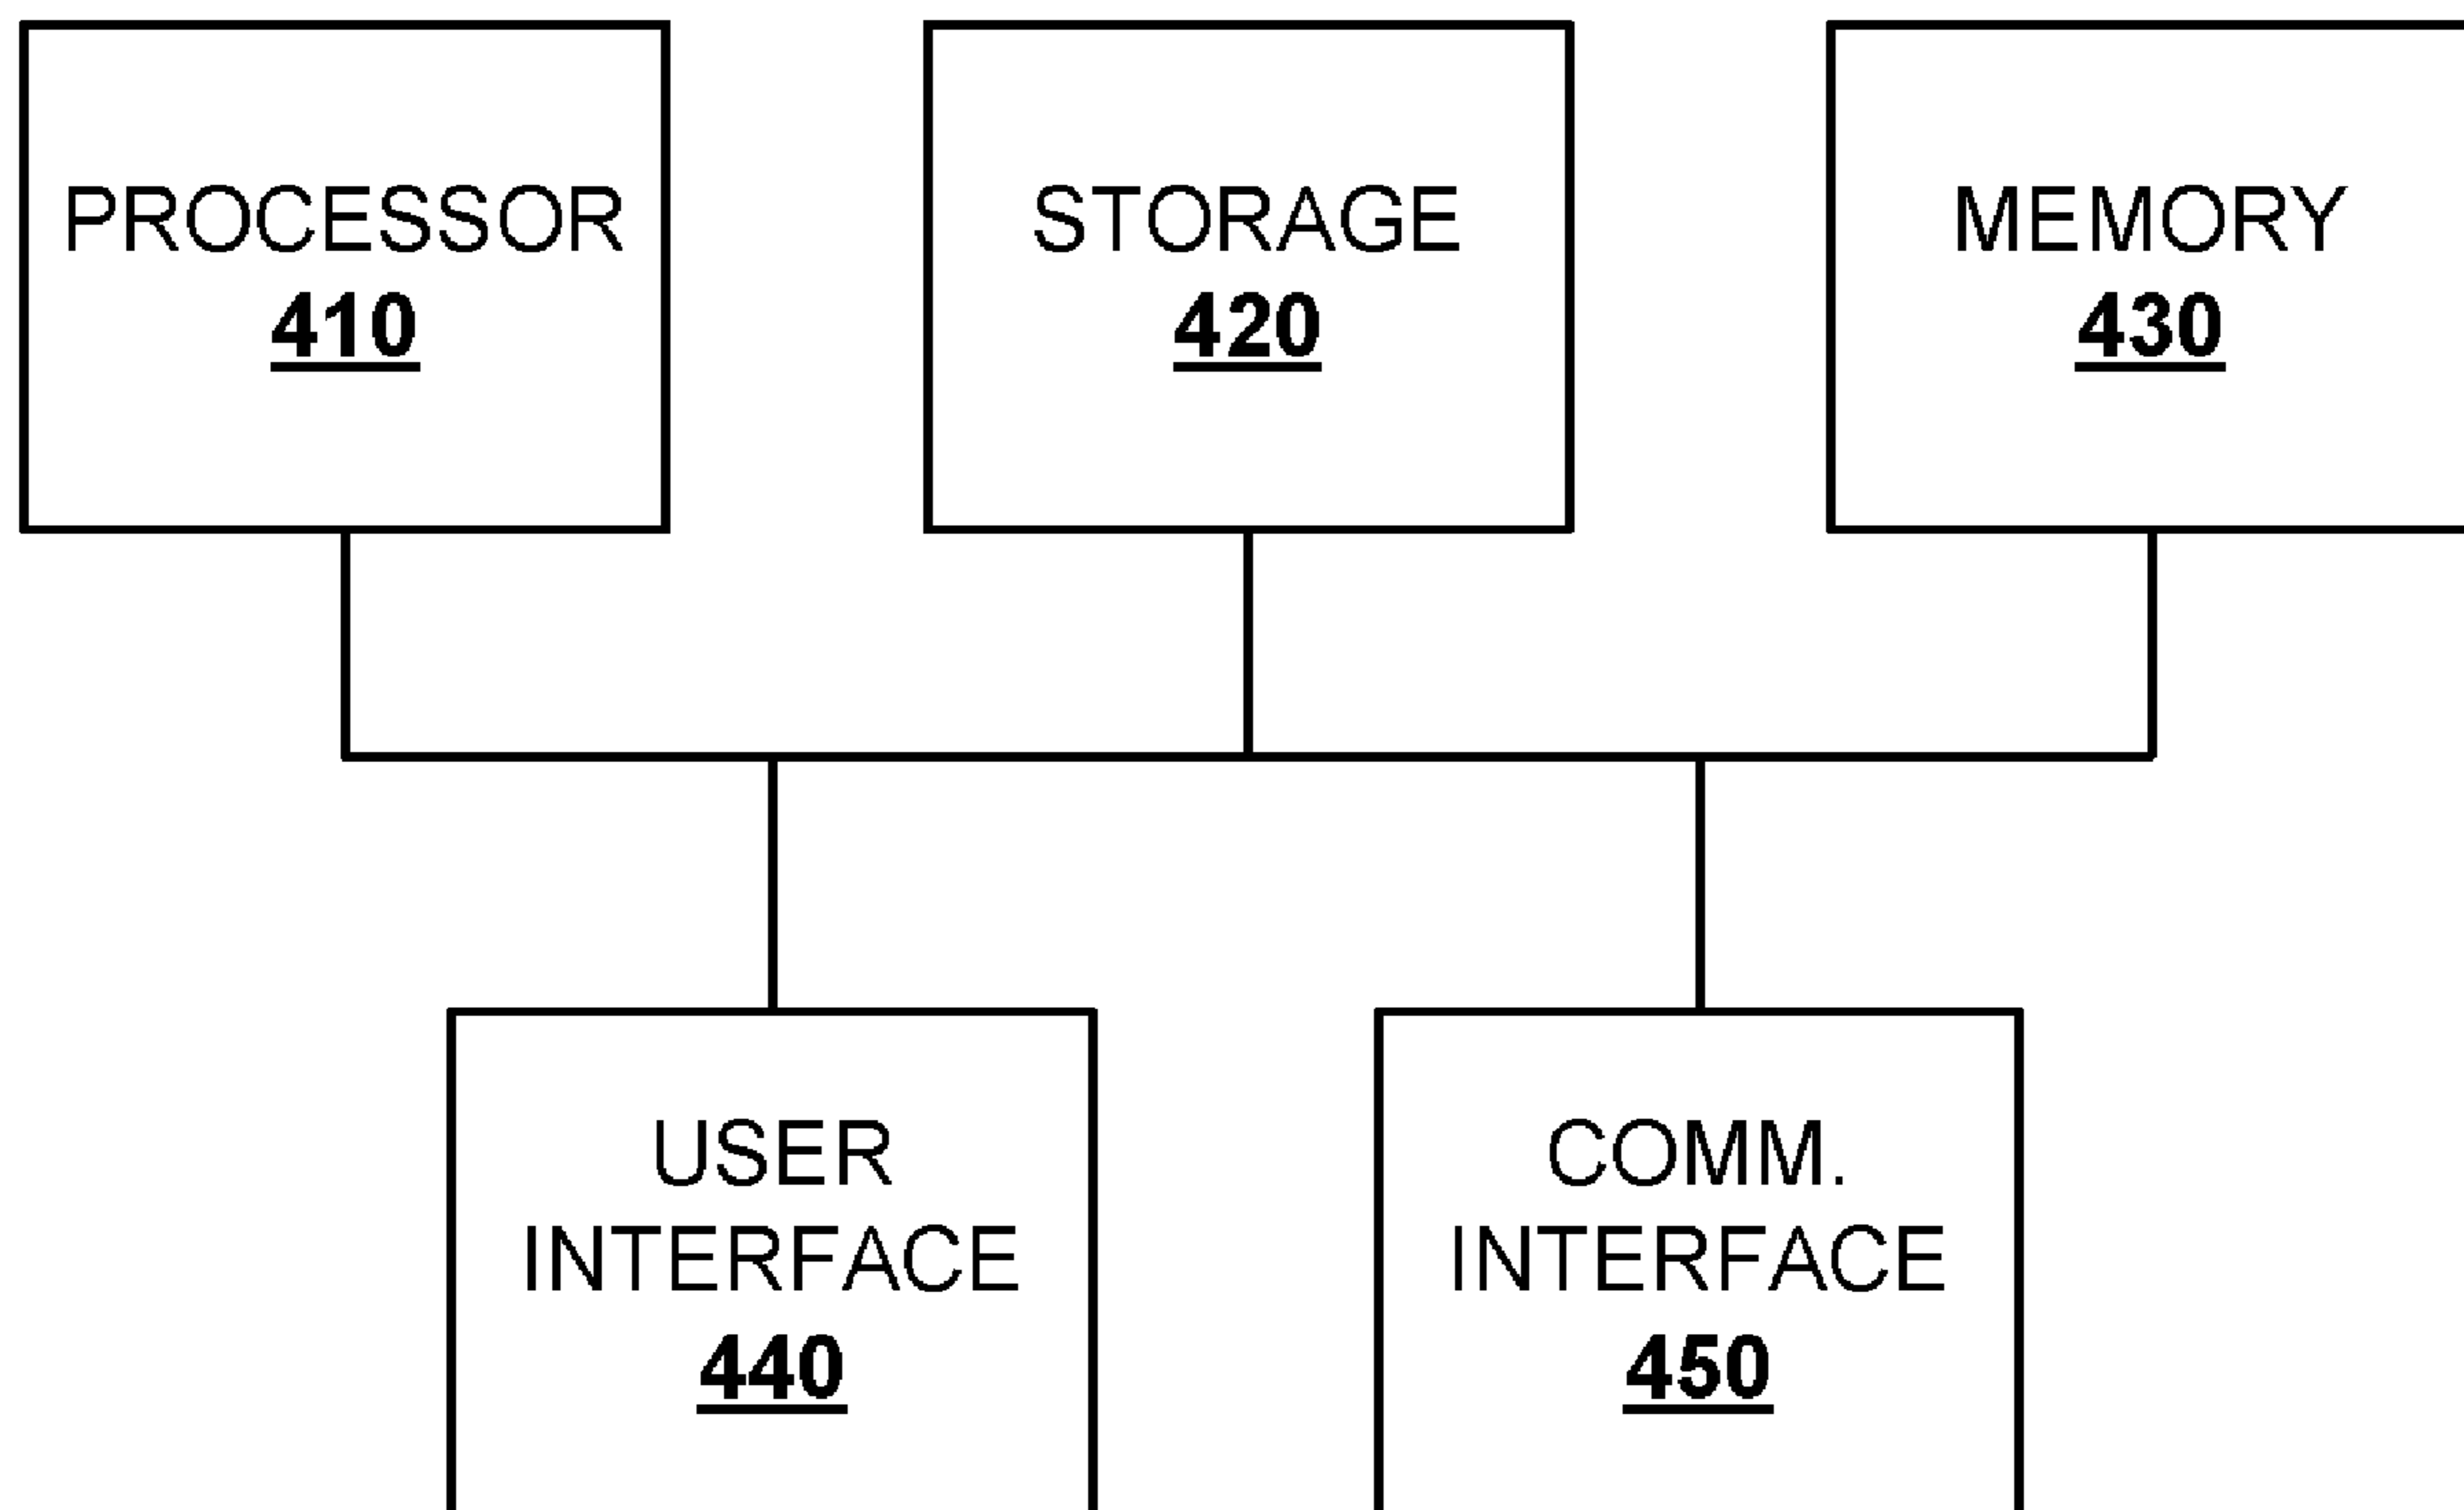 PROCESSOR
410
STORAGE
420
MEMORY
430
USER
INTERFACE
440
COMM.
INTERFACE
450